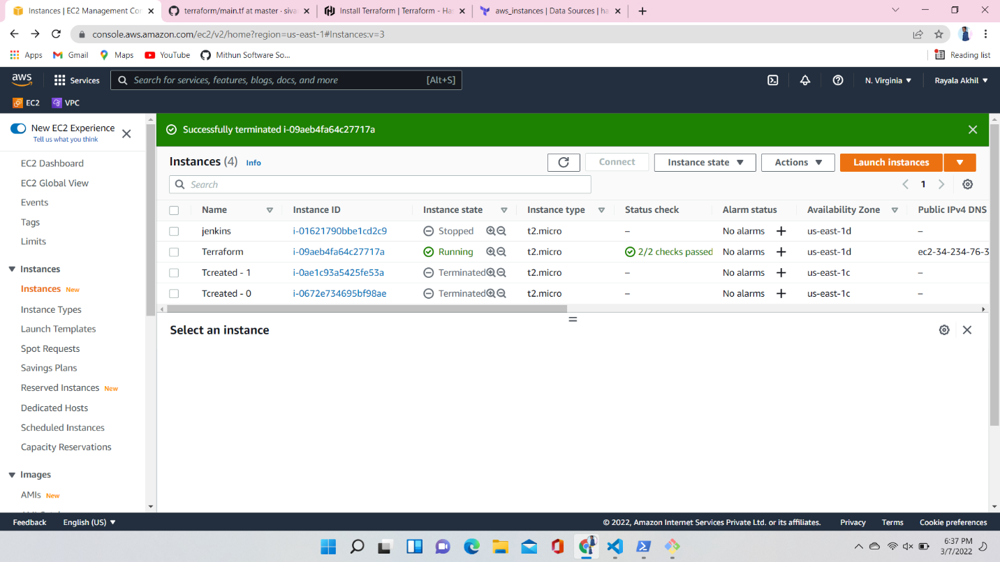 Instances | EC2 Management Con
terraform/main.tf at master · siva
Install Terraform | Terraform - Has
aws_instances | Data Sources | ha
console.aws.amazon.com/ec2/v2/home?region=us-east-1#Instances:v=3
Apps Gmail Maps YouTube Mithun Software So... Reading list
aws Services Search for services, features, blogs, docs, and more [Alt+S] N. Virginia ▼ Rayala Akhil ▼
EC2 VPC
New EC2 Experience
Tell us what you think
EC2 Dashboard
EC2 Global View
Events
Tags
Limits
Instances
Instances New
Instance Types
Launch Templates
Spot Requests
Savings Plans
Reserved Instances New
Dedicated Hosts
Scheduled Instances
Capacity Reservations
Images
AMIs New
Successfully terminated i-09aeb4fa64c27717a
Instances (4) Info Connect Instance state ▼ Actions ▼ Launch instances ▼
Search 1
Name Instance ID Instance state Instance type Status check Alarm status Availability Zone Public IPv4 DNS
jenkins i-01621790bbe1cd2c9 Stopped t2.micro – No alarms + us-east-1d –
Terraform i-09aeb4fa64c27717a Running t2.micro 2/2 checks passed No alarms + us-east-1d ec2-34-234-76-3
Tcreated - 1 i-0ae1c93a5425fe53a Terminated t2.micro – No alarms + us-east-1c –
Tcreated - 0 i-0672e734695bf98ae Terminated t2.micro – No alarms + us-east-1c –
Select an instance
Feedback English (US) ▼ © 2022, Amazon Internet Services Private Ltd. or its affiliates. Privacy Terms Cookie preferences
6:37 PM
3/7/2022